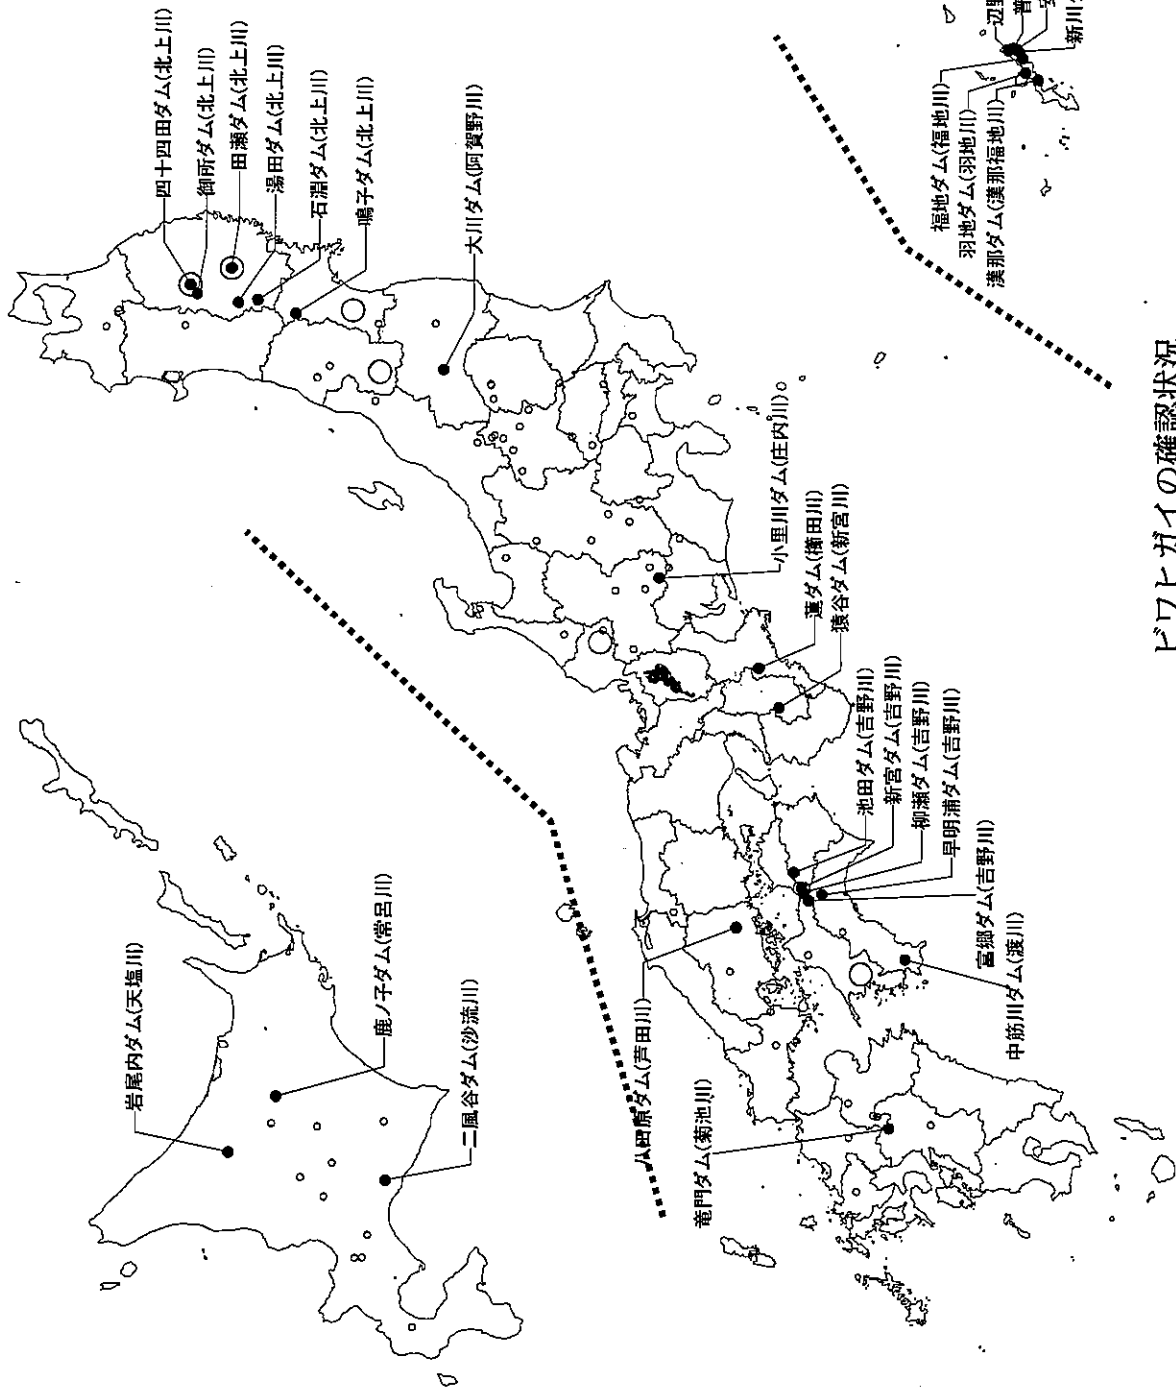 岩尾内ダム(天塩川)
鹿ノ子ダム(常呂川)
二風谷ダム(沙流川)
四十四田ダム(北上川)
御所ダム(北上川)
田瀬ダム(北上川)
湯田ダム(北上川)
石淵ダム(北上川)
鳴子ダム(北上川)
大川ダム(阿賀野川)
小里川ダム(庄内川)
蓮ダム(櫛田川)
猿谷ダム(新宮川)
池田ダム(吉野川)
新宮ダム(吉野川)
柳瀬ダム(吉野川)
早明浦ダム(吉野川)
富郷ダム(吉野川)
中筋川ダム(渡川)
八田原ダム(芦田川)
竜門ダム(菊池川)
福地ダム(福地川)
羽地ダム(羽地川)
漢那ダム(漢那福地川)
辺野
普
新川
ビワヒガイの確認状況